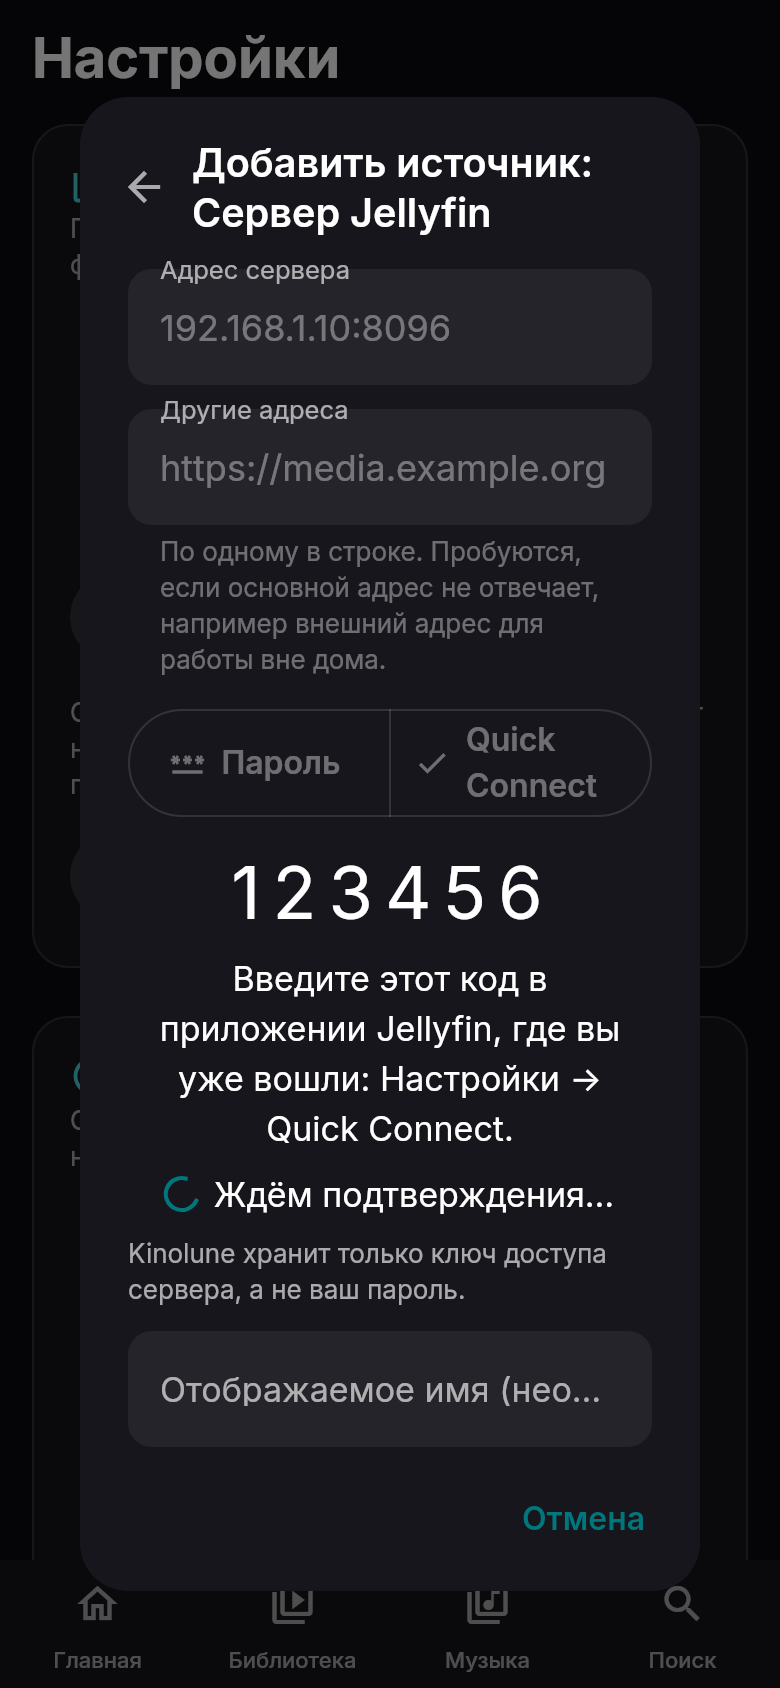 Настройки
Добавить источник:
Сервер Jellyfin
Адрес сервера
192.168.1.10:8096
Другие адреса
https://media.example.org
По одному в строке. Пробуются,
если основной адрес не отвечает,
например внешний адрес для
работы вне дома.
Пароль
Quick
Connect
123456
Введите этот код в
приложении Jellyfin, где вы
уже вошли: Настройки →
Quick Connect.
Ждём подтверждения...
Kinolune хранит только ключ доступа
сервера, а не ваш пароль.
Отображаемое имя (нео...
Отмена
Главная
Библиотека
Музыка
Поиск